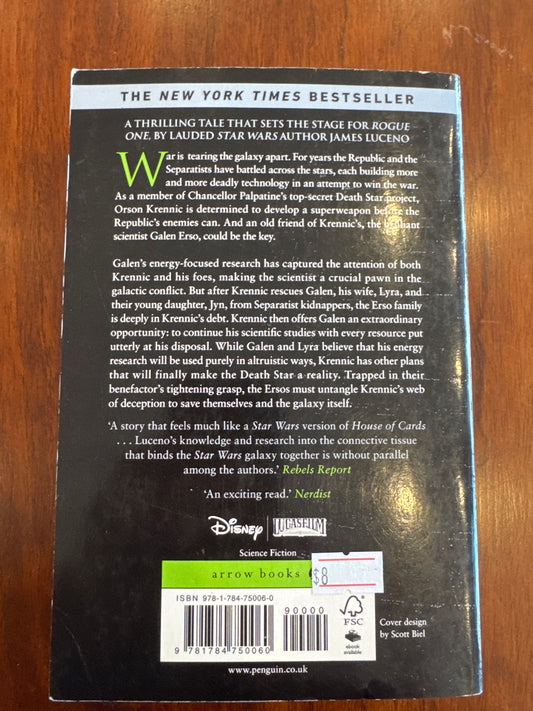 THE NEW YORK TIMES BESTSELLER
A THRILLING TALE THAT SETS THE STAGE FOR ROGUE
ONE, BY LAUDED STAR WARS AUTHOR JAMES LUCENO
War is tearing the galaxy apart. For years the Republic and the
Separatists have battled across the stars, each building more
and more deadly technology in an attempt to win the war.
As a member of Chancellor Palpatine's top-secret Death Star project,
Orson Krennic is determined to develop a superweapon before the
Republic's enemies can. And an old friend of Krennic's, the brilliant
scientist Galen Erso, could be the key.
Galen's energy-focused research has captured the attention of both
Krennic and his foes, making the scientist a crucial pawn in the
galactic conflict. But after Krennic rescues Galen, his wife, Lyra, and
their young daughter, Jyn, from Separatist kidnappers, the Erso family
is deeply in Krennic's debt. Krennic then offers Galen an extraordinary
opportunity: to continue his scientific studies with every resource put
utterly at his disposal. While Galen and Lyra believe that his energy
research will be used purely in altruistic ways, Krennic has other plans
that will finally make the Death Star a reality. Trapped in their
benefactor's tightening grasp, the Ersos must untangle Krennic's web
of deception to save themselves and the galaxy itself.
'A story that feels much like a Star Wars version of House of Cards
. . . Luceno's knowledge and research into the connective tissue
that binds the Star Wars galaxy together is without parallel
among the authors.' Rebels Report
'An exciting read.' Nerdist
Disney LUCASFILM
Science Fiction
arrow books
$8
ISBN 978-1-784-75006-0
90000
9 781784 750060
FSC
ebook
available
Cover design
by Scott Biel
www.penguin.co.uk